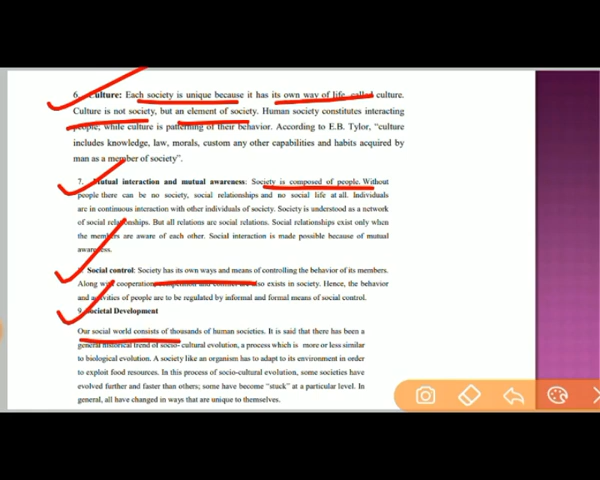 6. Culture: Each society is unique because it has its own way of life, called culture.
Culture is not society, but an element of society. Human society constitutes interacting
people, while culture is patterning of their behavior. According to E.B. Tylor, “culture
includes knowledge, law, morals, custom any other capabilities and habits acquired by
man as a member of society”.
7. Mutual interaction and mutual awareness: Society is composed of people. Without
people there can be no society, social relationships and no social life at all. Individuals
are in continuous interaction with other individuals of society. Society is understood as a network
of social relationships. But all relations are social relations. Social relationships exist only when
the members are aware of each other. Social interaction is made possible because of mutual
awareness.
Social control: Society has its own ways and means of controlling the behavior of its members.
Along with cooperation, also exists in society. Hence, the behavior
and activities of people are to be regulated by informal and formal means of social control.
9. Societal Development
Our social world consists of thousands of human societies. It is said that there has been a
general historical trend of socio- cultural evolution, a process which is more or less similar
to biological evolution. A society like an organism has to adapt to its environment in order
to exploit food resources. In this process of socio-cultural evolution, some societies have
evolved further and faster than others; some have become “stuck” at a particular level. In
general, all have changed in ways that are unique to themselves.